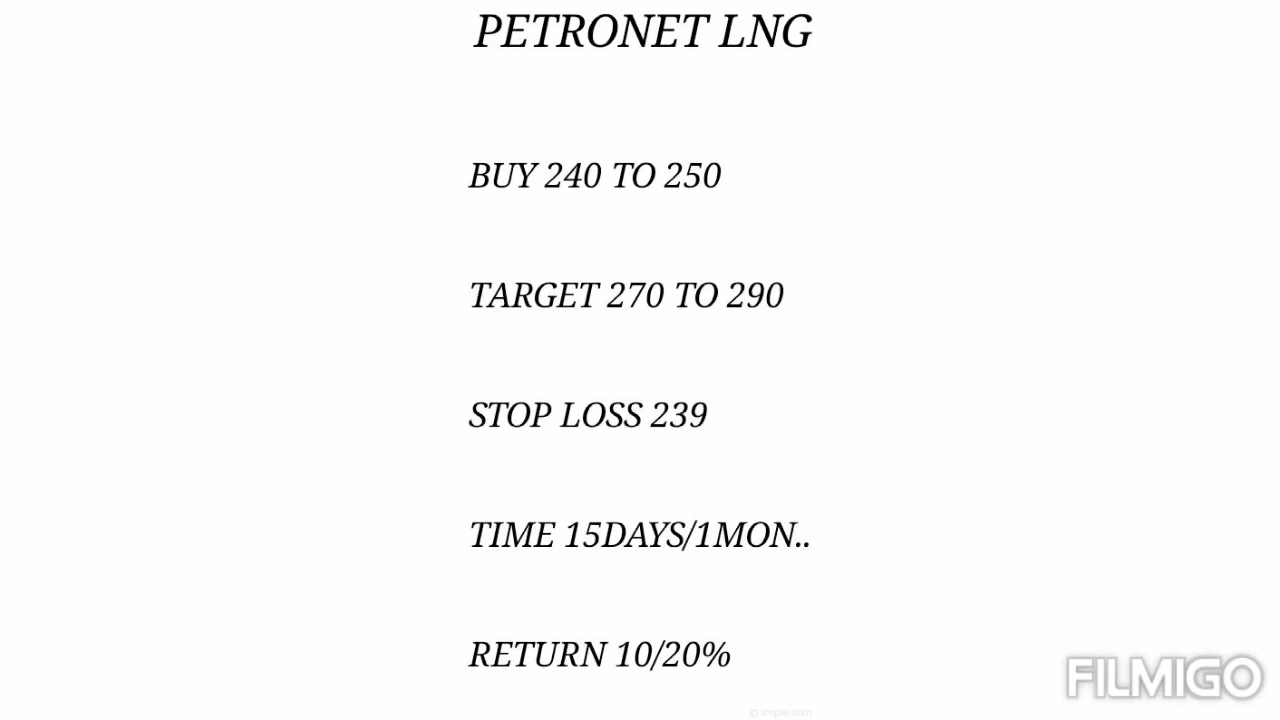 PETRONET LNG
BUY 240 TO 250
TARGET 270 TO 290
STOP LOSS 239
TIME 15DAYS/1MON..
RETURN 10/20%
FILMIGO